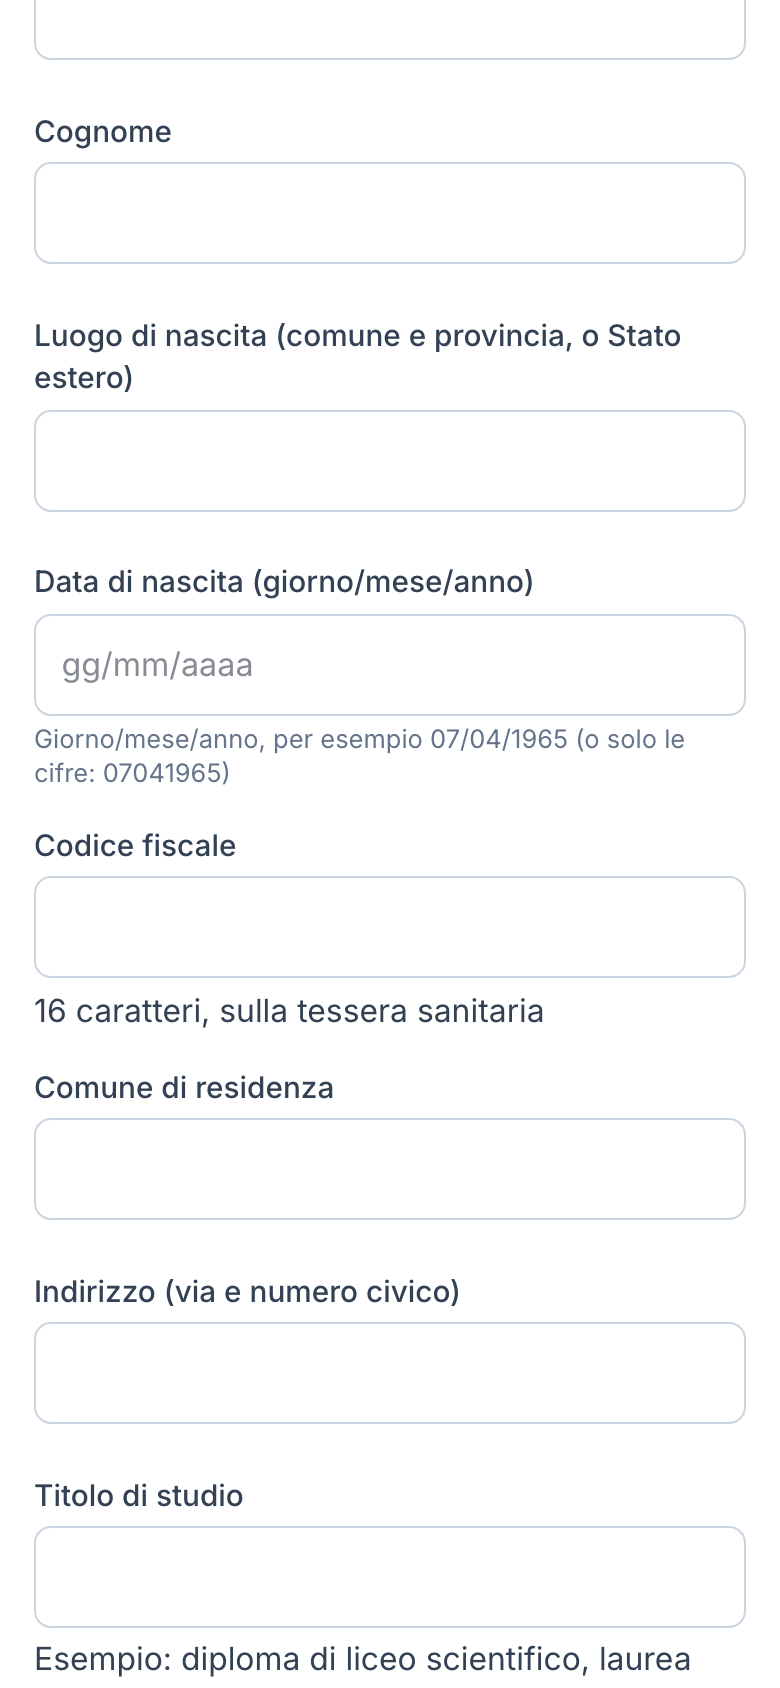 Cognome
Luogo di nascita (comune e provincia, o Stato
estero)
Data di nascita (giorno/mese/anno)
gg/mm/aaaa
Giorno/mese/anno, per esempio 07/04/1965 (o solo le
cifre: 07041965)
Codice fiscale
16 caratteri, sulla tessera sanitaria
Comune di residenza
Indirizzo (via e numero civico)
Titolo di studio
Esempio: diploma di liceo scientifico, laurea